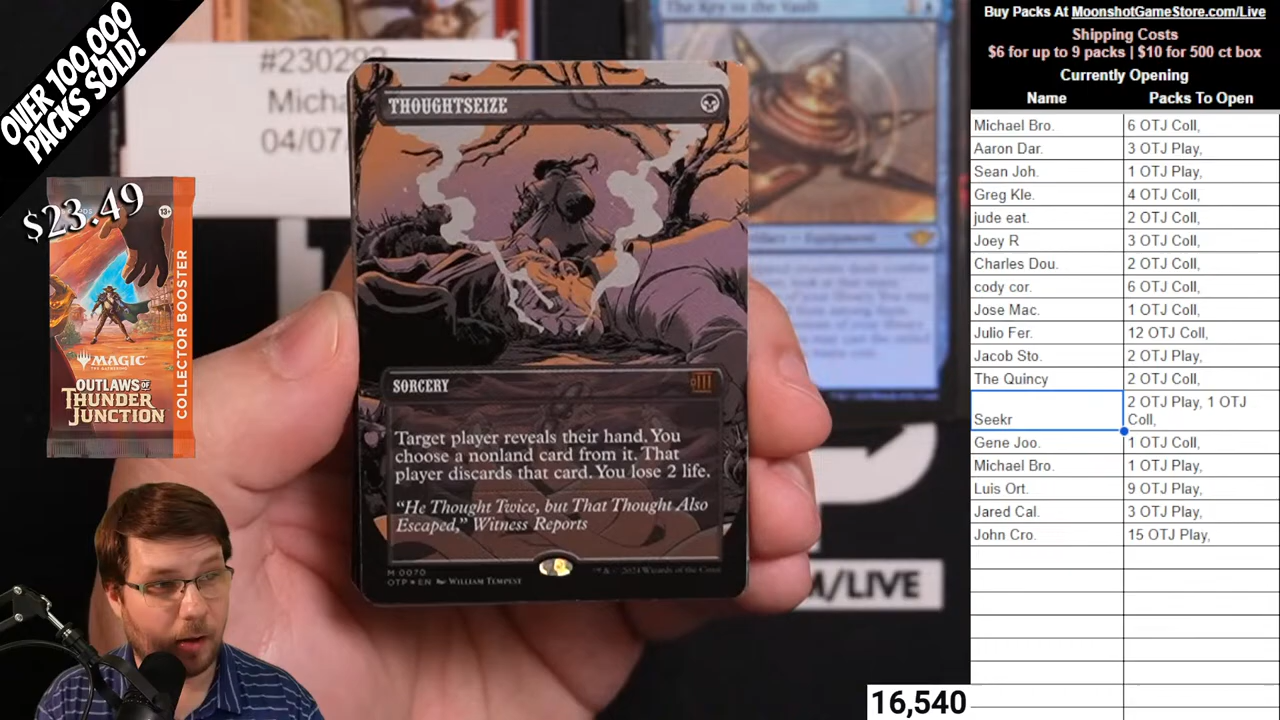 OVER 100,000
PACKS SOLD!
$23.49
13+
COLLECTOR BOOSTER
MAGIC
OUTLAWS OF
THUNDER
JUNCTION
Micha
04/07
The Key to the Vault
THOUGHTSEIZE
SORCERY
Target player reveals their hand. You
choose a nonland card from it. That
player discards that card. You lose 2 life.
"He Thought Twice, but That Thought Also
Escaped," Witness Reports
M 0070
OTP EN WILLIAM TEMPEST
™ & © 2024 Wizards of the Coast
M/LIVE
Buy Packs At MoonshotGameStore.com/Live
Shipping Costs
$6 for up to 9 packs | $10 for 500 ct box
Currently Opening
Name Packs To Open
Michael Bro. 6 OTJ Coll,
Aaron Dar. 3 OTJ Play,
Sean Joh. 1 OTJ Play,
Greg Kle. 4 OTJ Coll,
jude eat. 2 OTJ Coll,
Joey R 3 OTJ Coll,
Charles Dou. 2 OTJ Coll,
cody cor. 6 OTJ Coll,
Jose Mac. 1 OTJ Coll,
Julio Fer. 12 OTJ Coll,
Jacob Sto. 2 OTJ Play,
The Quincy 2 OTJ Coll,
Seekr 2 OTJ Play, 1 OTJ
Coll,
Gene Joo. 1 OTJ Coll,
Michael Bro. 1 OTJ Play,
Luis Ort. 9 OTJ Play,
Jared Cal. 3 OTJ Play,
John Cro. 15 OTJ Play,
16,540